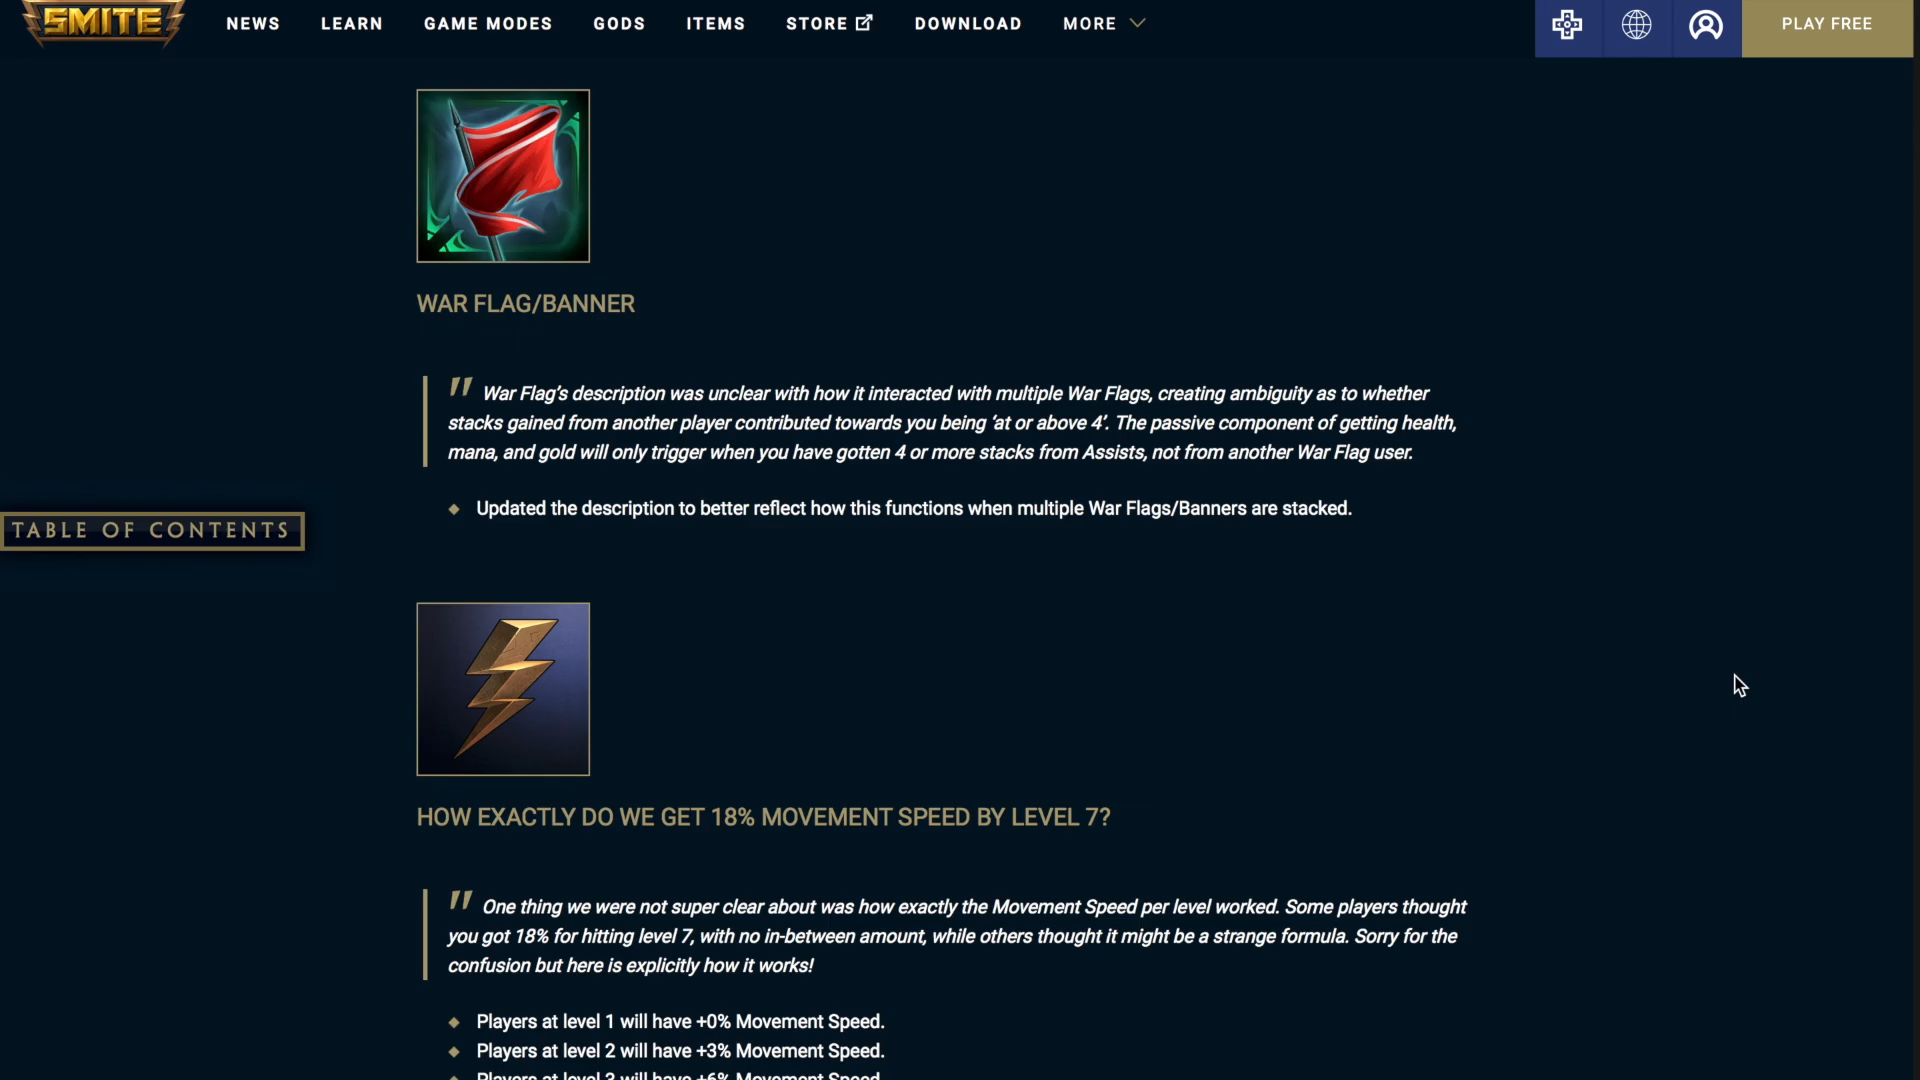 SMITE
NEWS
LEARN
GAME MODES
GODS
ITEMS
STORE
DOWNLOAD
MORE
PLAY FREE
WAR FLAG/BANNER
" War Flag's description was unclear with how it interacted with multiple War Flags, creating ambiguity as to whether
stacks gained from another player contributed towards you being 'at or above 4'. The passive component of getting health,
mana, and gold will only trigger when you have gotten 4 or more stacks from Assists, not from another War Flag user.
Updated the description to better reflect how this functions when multiple War Flags/Banners are stacked.
TABLE OF CONTENTS
HOW EXACTLY DO WE GET 18% MOVEMENT SPEED BY LEVEL 7?
" One thing we were not super clear about was how exactly the Movement Speed per level worked. Some players thought
you got 18% for hitting level 7, with no in-between amount, while others thought it might be a strange formula. Sorry for the
confusion but here is explicitly how it works!
Players at level 1 will have +0% Movement Speed.
Players at level 2 will have +3% Movement Speed.
Players at level 3 will have +6% Movement Speed.